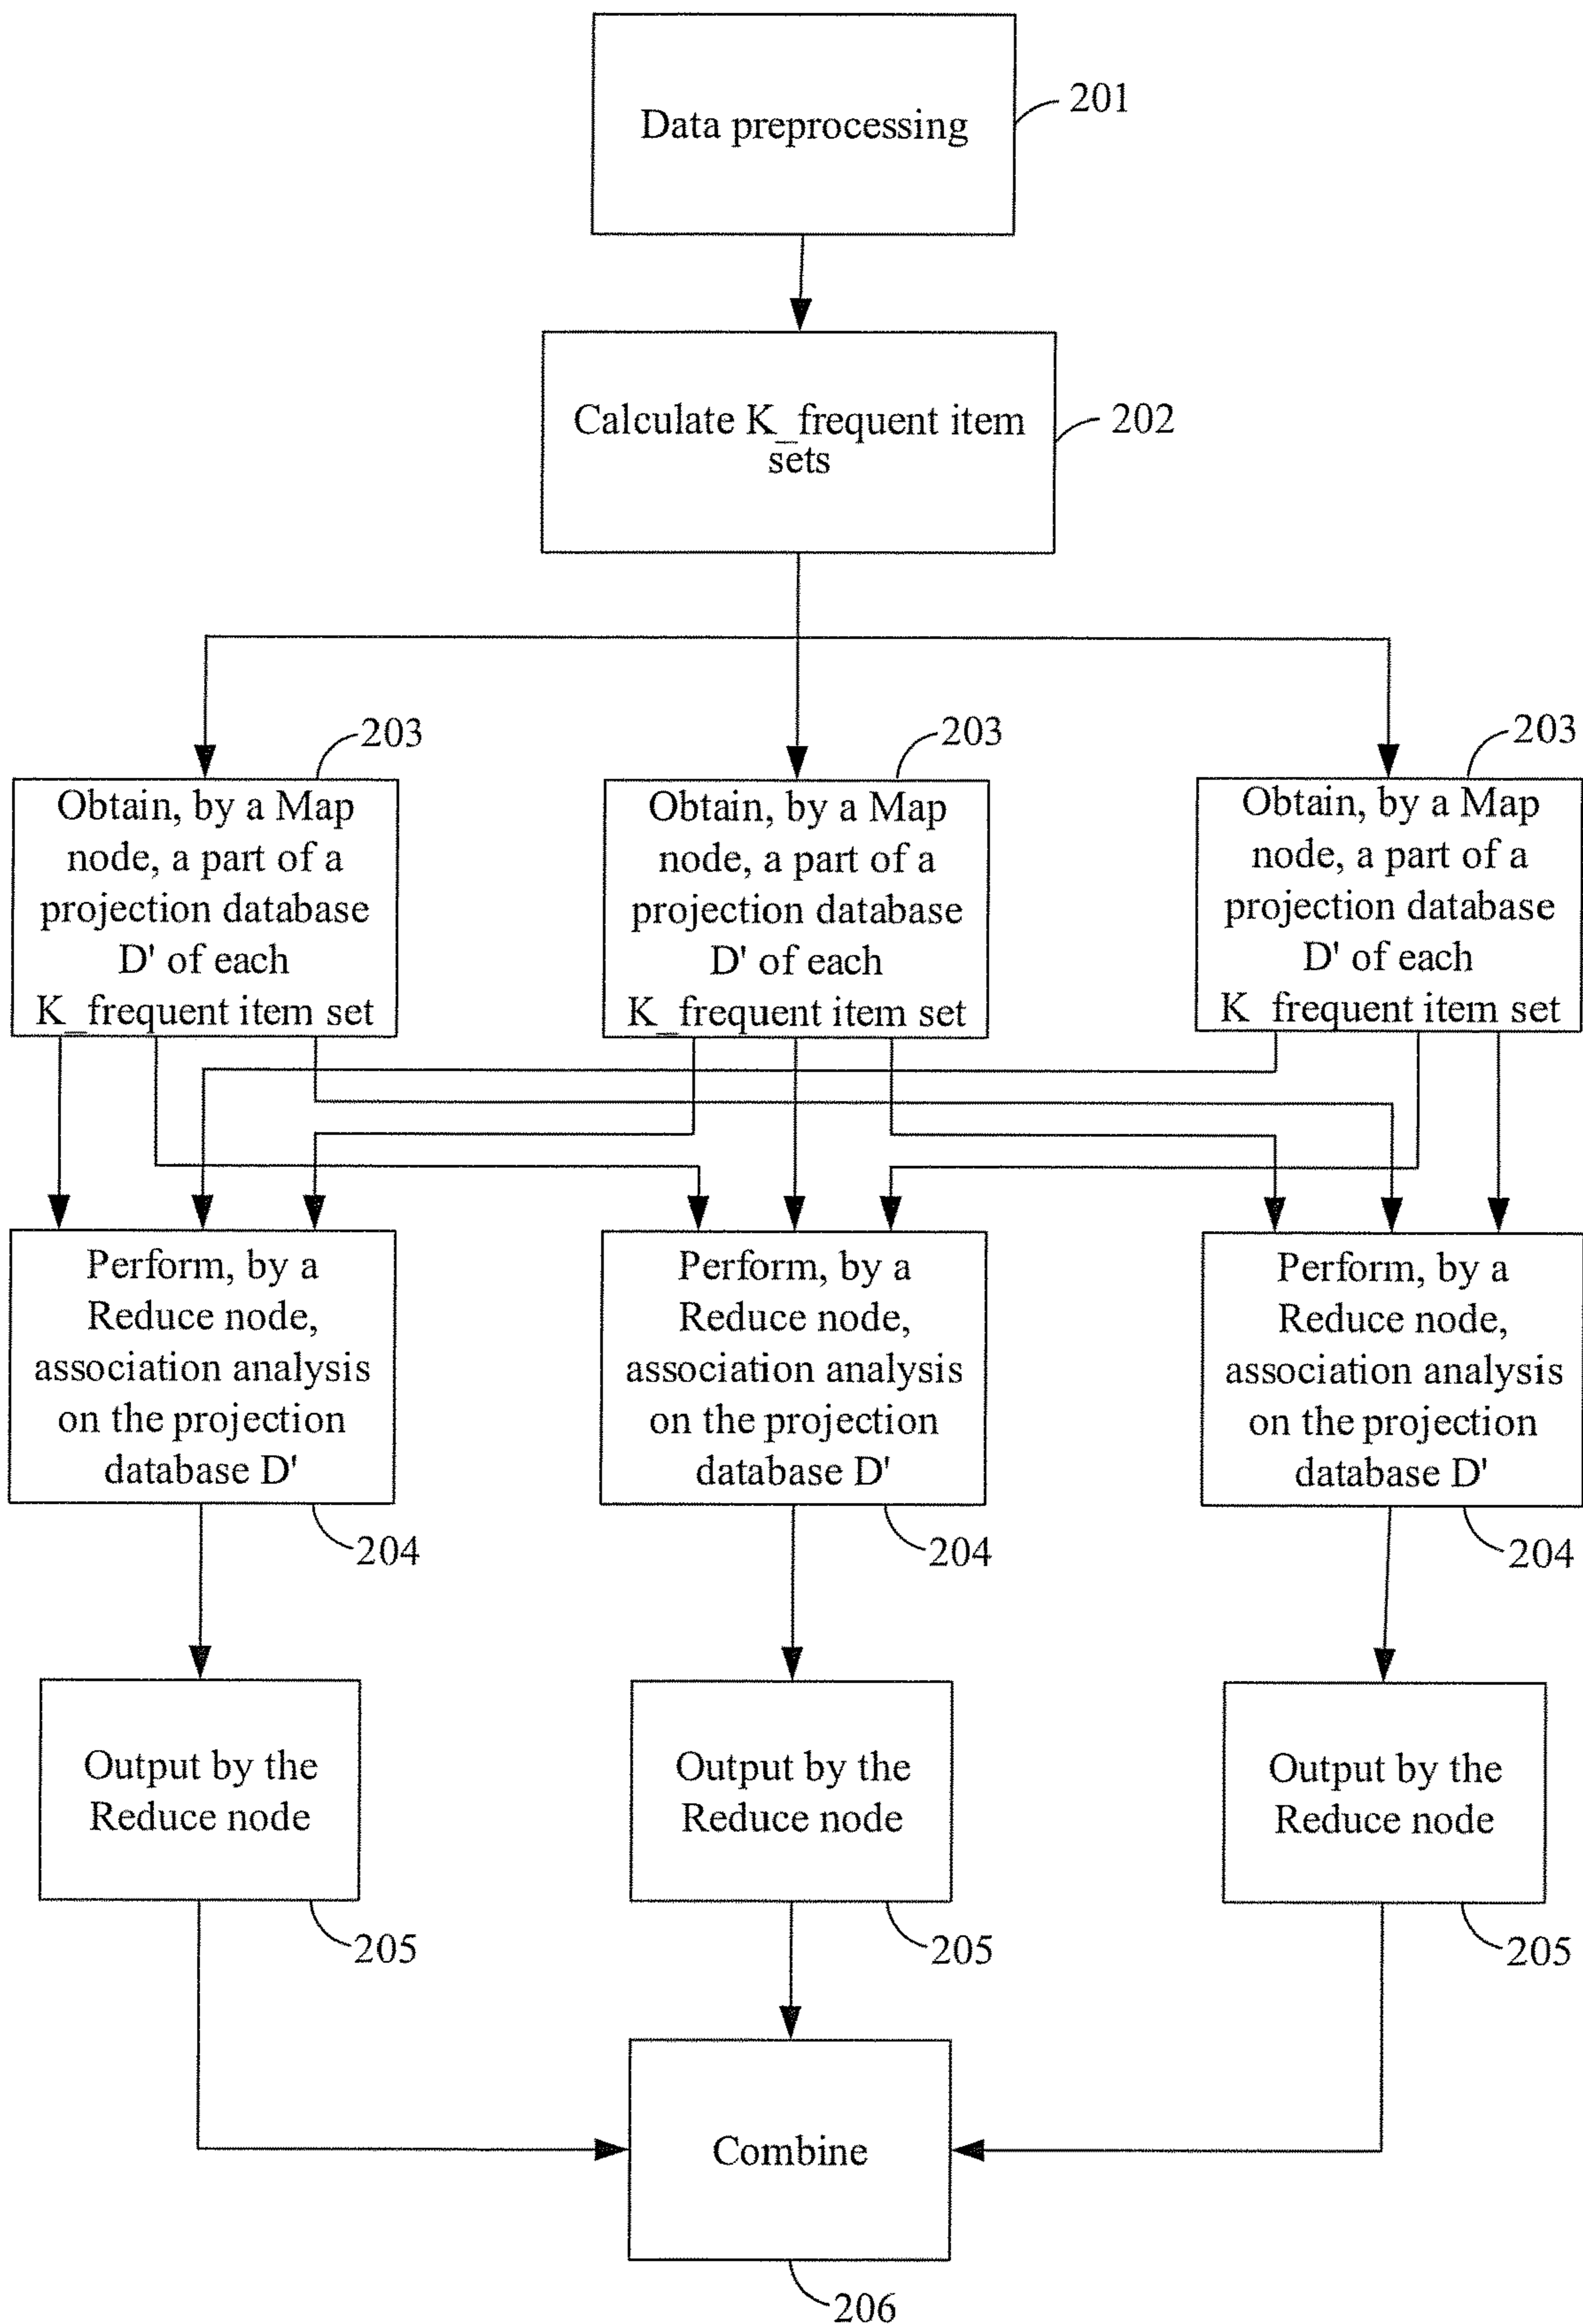 Data preprocessing
201
Calculate K_frequent item
sets
202
203
Obtain, by a Map
node, a part of a
projection database
D' of each
K_frequent item set
203
Obtain, by a Map
node, a part of a
projection database
D' of each
K_frequent item set
203
Obtain, by a Map
node, a part of a
projection database
D' of each
K_frequent item set
Perform, by a
Reduce node,
association analysis
on the projection
database D'
204
Perform, by a
Reduce node,
association analysis
on the projection
database D'
204
Perform, by a
Reduce node,
association analysis
on the projection
database D'
204
Output by the
Reduce node
205
Output by the
Reduce node
205
Output by the
Reduce node
205
Combine
206